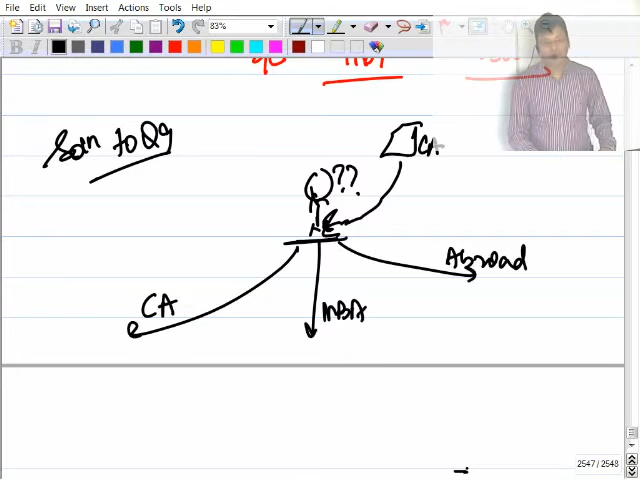 File Edit View Insert Actions Tools Help
83%
B I
Soln to Q9
CA
??
CA
MBA
Abroad
2547 / 2548